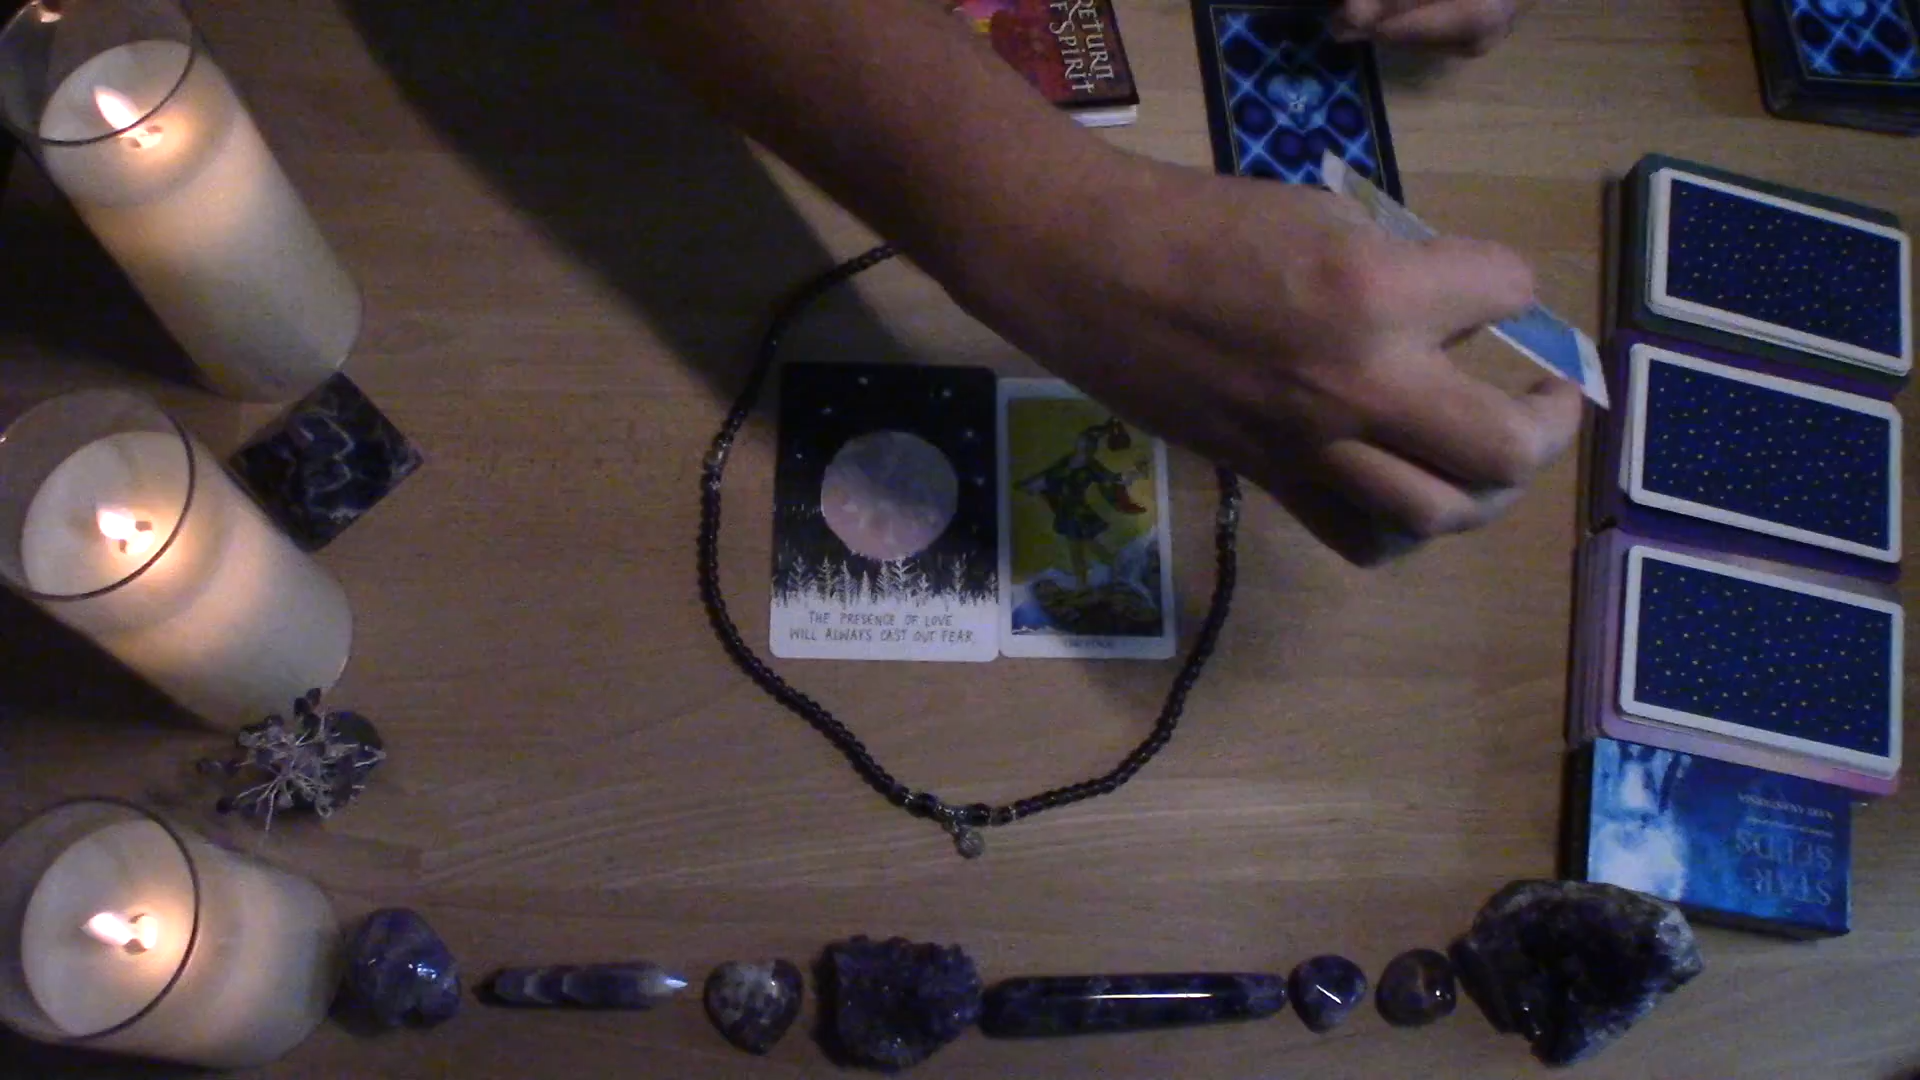 RETURN
OF SPIRIT
THE PRESENCE OF LOVE
WILL ALWAYS CAST OUT FEAR.
STAR-
SEEDS